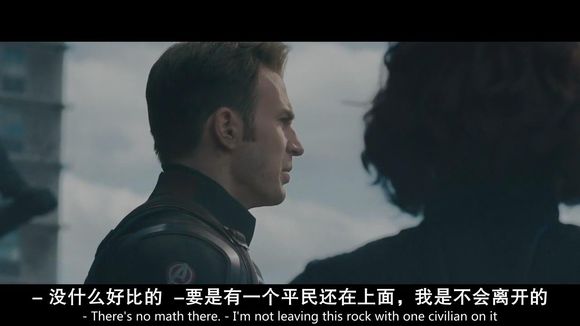 – 没什么好比的  –要是有一个平民还在上面，我是不会离开的
- There's no math there. - I'm not leaving this rock with one civilian on it